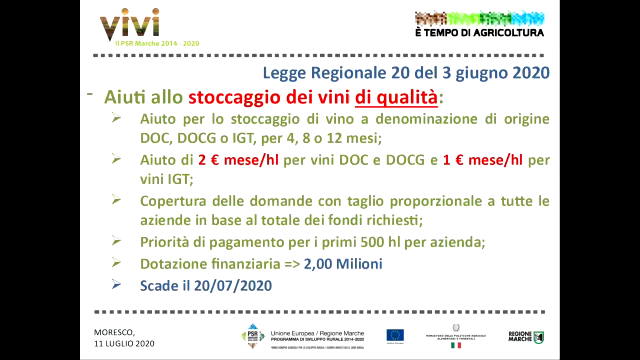 vivi
Il PSR Marche 2014 - 2020
È TEMPO DI AGRICOLTURA
Legge Regionale 20 del 3 giugno 2020
- Aiuti allo stoccaggio dei vini di qualità:
Aiuto per lo stoccaggio di vino a denominazione di origine
DOC, DOCG o IGT, per 4, 8 o 12 mesi;
Aiuto di 2 € mese/hl per vini DOC e DOCG e 1 € mese/hl per
vini IGT;
Copertura delle domande con taglio proporzionale a tutte le
aziende in base al totale dei fondi richiesti;
Priorità di pagamento per i primi 500 hl per azienda;
Dotazione finanziaria => 2,00 Milioni
Scade il 20/07/2020
MORESCO,
11 LUGLIO 2020
PSR
Unione Europea / Regione Marche
PROGRAMMA DI SVILUPPO RURALE 2014-2020
REGIONE
MARCHE